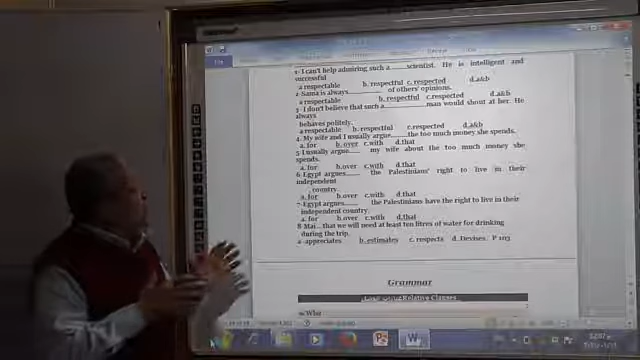 1- I can't help admiring such a......scientist. He is intelligent and
successful
a respectable b. respectful c. respected d.a&b
2- Sama is always............ of others' opinions.
a respectable b. respectful c.respected d.a&b
3 - I don't believe that such a............man would shout at her. He
always
behaves politely.
a respectable b. respectful c.respected d.a&b
4. My wife and I usually argue......the too much money she spends.
a. for b.over c.with d.that
5 I usually argue...... my wife about the too much money she
spends.
a. for b.over c.with d.that
6 Egypt argues...... the Palestinians' right to live in their
independent
country.
a. for b.over c.with d.that
7- Egypt argues...... the Palestinians have the right to live in their
independent country.
a. for b.over c.with d.that
8 Mai... that we will need at least ten litres of water for drinking
during the trip.
a- appreciates b. estimates c. respects d. Devises. P 103
Grammar
Relative Clauses
Who